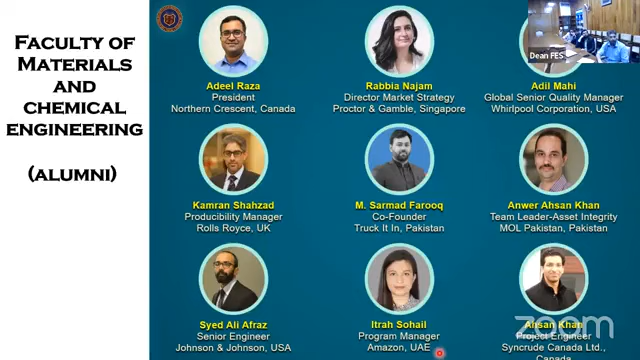 Faculty of
Materials
and
chemical
engineering
(alumni)
Dean FES
Adeel Raza
President
Northern Crescent, Canada
Rabbia Najam
Director Market Strategy
Proctor & Gamble, Singapore
Adil Mahi
Global Senior Quality Manager
Whirlpool Corporation, USA
Kamran Shahzad
Producibility Manager
Rolls Royce, UK
M. Sarmad Farooq
Co-Founder
Truck It In, Pakistan
Anwer Ahsan Khan
Team Leader-Asset Integrity
MOL Pakistan, Pakistan
Syed Ali Afraz
Senior Engineer
Johnson & Johnson, USA
Itrah Sohail
Program Manager
Amazon, UAE
Ahsan Khan
Project Engineer
Syncrude Canada Ltd.,
Canada
zoom